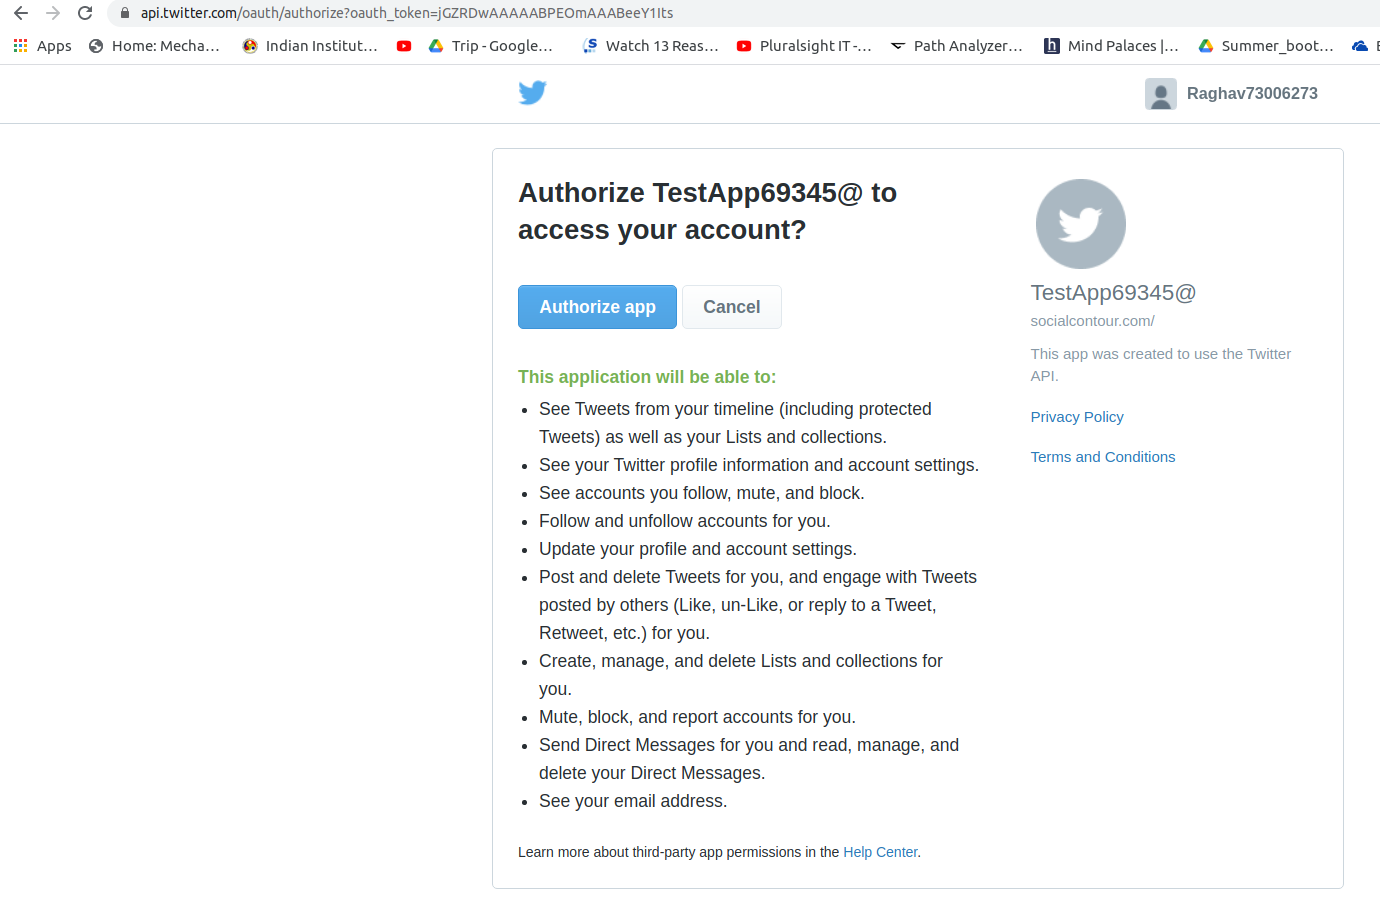 api.twitter.com/oauth/authorize?oauth_token=jGZRDwAAAAABPEOmAAABeeY1Its
Apps Home: Mecha... Indian Institut... Trip - Google... Watch 13 Reas... Pluralsight IT -... Path Analyzer... Mind Palaces |... Summer_boot...
Raghav73006273
Authorize TestApp69345@ to
access your account?
Authorize app Cancel
This application will be able to:
See Tweets from your timeline (including protected
Tweets) as well as your Lists and collections.
See your Twitter profile information and account settings.
See accounts you follow, mute, and block.
Follow and unfollow accounts for you.
Update your profile and account settings.
Post and delete Tweets for you, and engage with Tweets
posted by others (Like, un-Like, or reply to a Tweet,
Retweet, etc.) for you.
Create, manage, and delete Lists and collections for
you.
Mute, block, and report accounts for you.
Send Direct Messages for you and read, manage, and
delete your Direct Messages.
See your email address.
Learn more about third-party app permissions in the Help Center.
TestApp69345@
socialcontour.com/
This app was created to use the Twitter
API.
Privacy Policy
Terms and Conditions